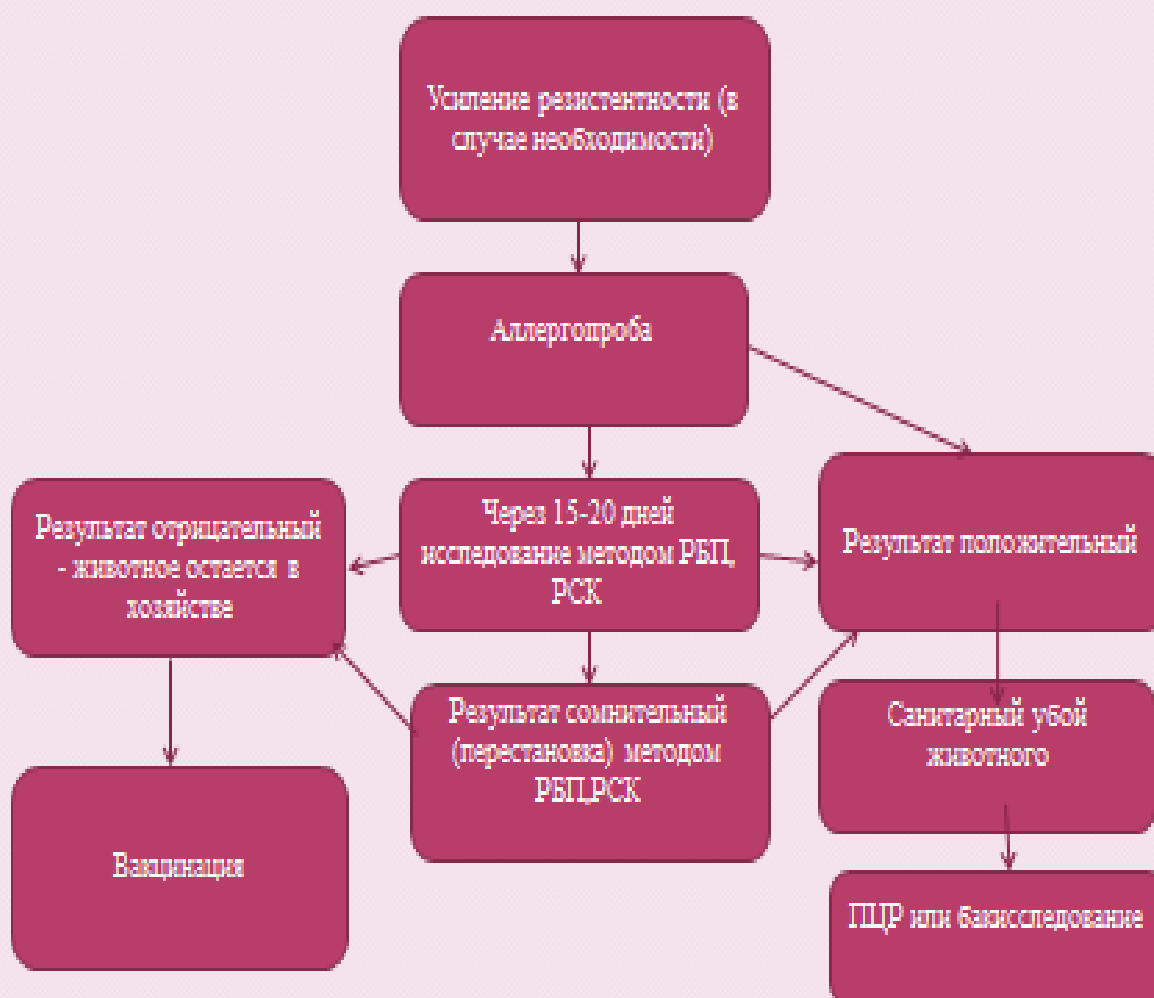 Усиление резистентности (в
случае необходимости)
Аллергопроба
Результат отрицательный
- животное остается в
хозяйстве
Через 15-20 дней
исследование методом РБП,
РСК
Результат положительный
Результат сомнительный
(перестановка) методом
РБП,РСК
Санитарный убой
животного
Вакцинация
ПЦР или бакисследование